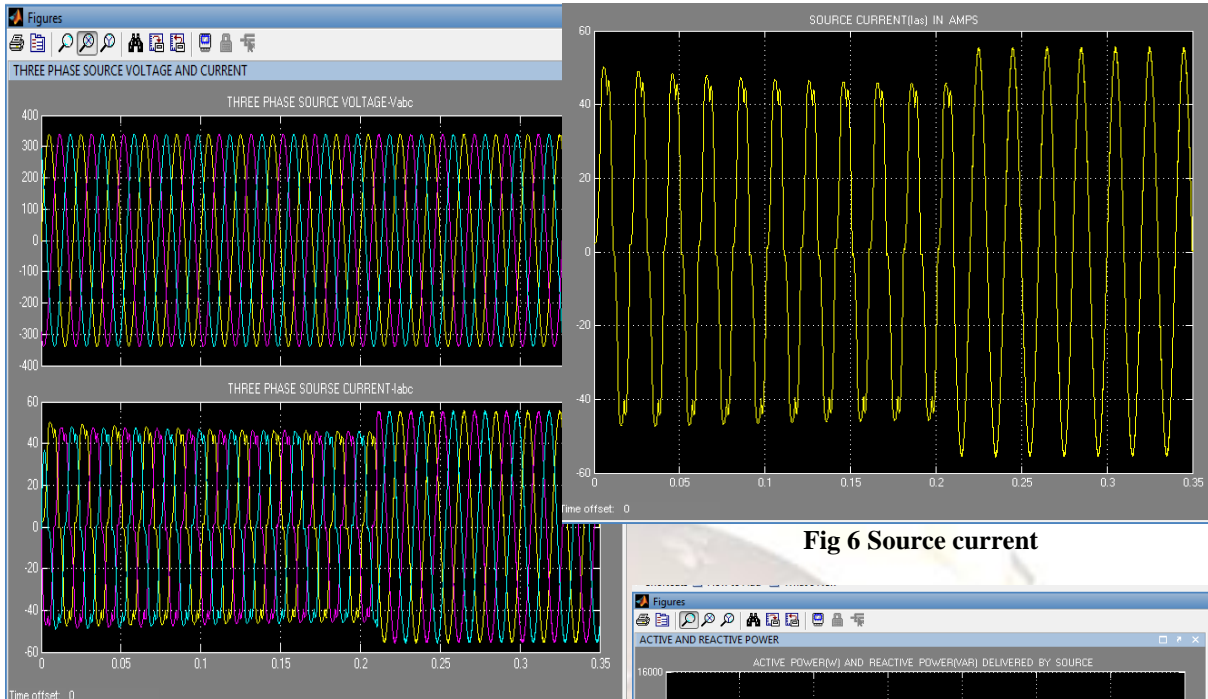 Figures
THREE PHASE SOURCE VOLTAGE AND CURRENT
THREE PHASE SOURCE VOLTAGE-Vabc
400
300
200
100
0
-100
-200
-300
-400
THREE PHASE SOURSE CURRENT-Iabc
60
40
20
0
-20
-40
-60
0 0.05 0.1 0.15 0.2 0.25 0.3 0.35
Time offset: 0
SOURCE CURRENT(Ias) IN AMPS
60
40
20
0
-20
-40
-60
0 0.05 0.1 0.15 0.2 0.25 0.3 0.35
Time offset: 0
Fig 6 Source current
Figures
ACTIVE AND REACTIVE POWER
ACTIVE POWER(W) AND REACTIVE POWER(VAR) DELIVERED BY SOURCE
16000